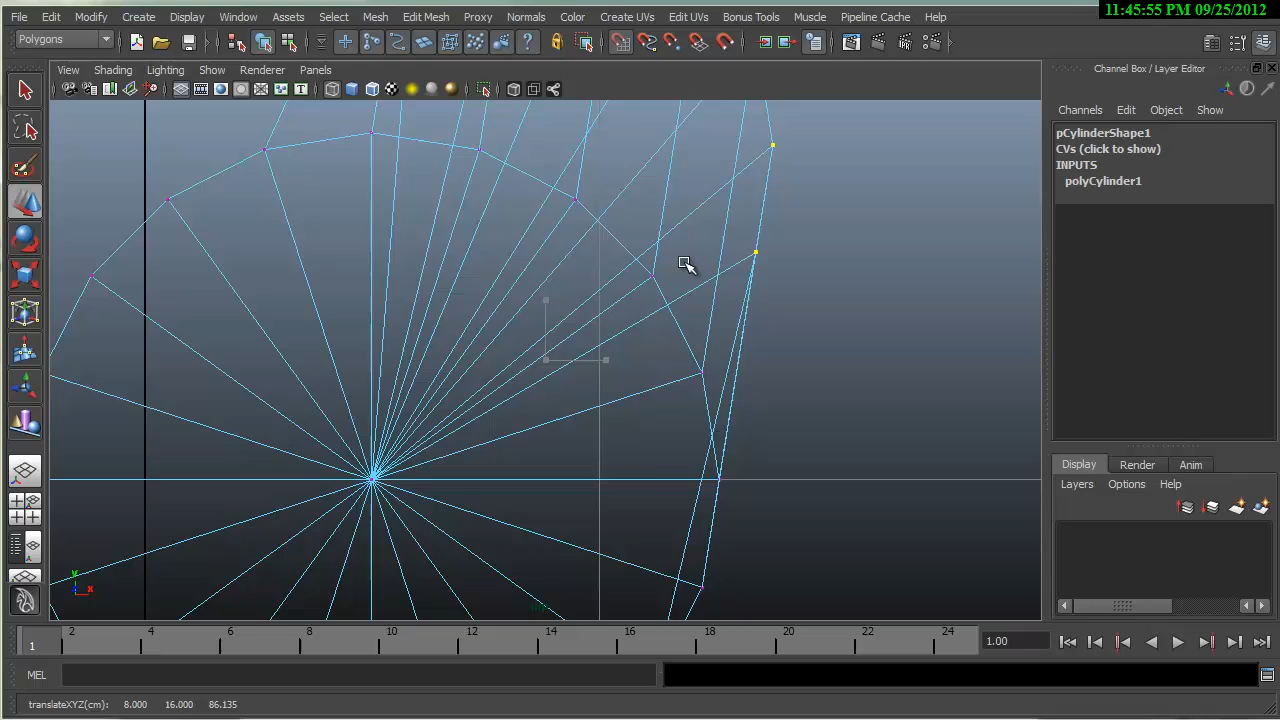 11:45:55 PM 09/25/2012
File Edit Modify Create Display Window Assets Select Mesh Edit Mesh Proxy Normals Color Create UVs Edit UVs Bonus Tools Muscle Pipeline Cache Help
Polygons
View Shading Lighting Show Renderer Panels
Channel Box / Layer Editor
Channels Edit Object Show
pCylinderShape1
CVs (click to show)
INPUTS
polyCylinder1
Display Render Anim
Layers Options Help
y
x
1 2 4 6 8 10 12 14 16 18 20 22 24 1.00
MEL
translateXYZ(cm): 8.000 16.000 86.135